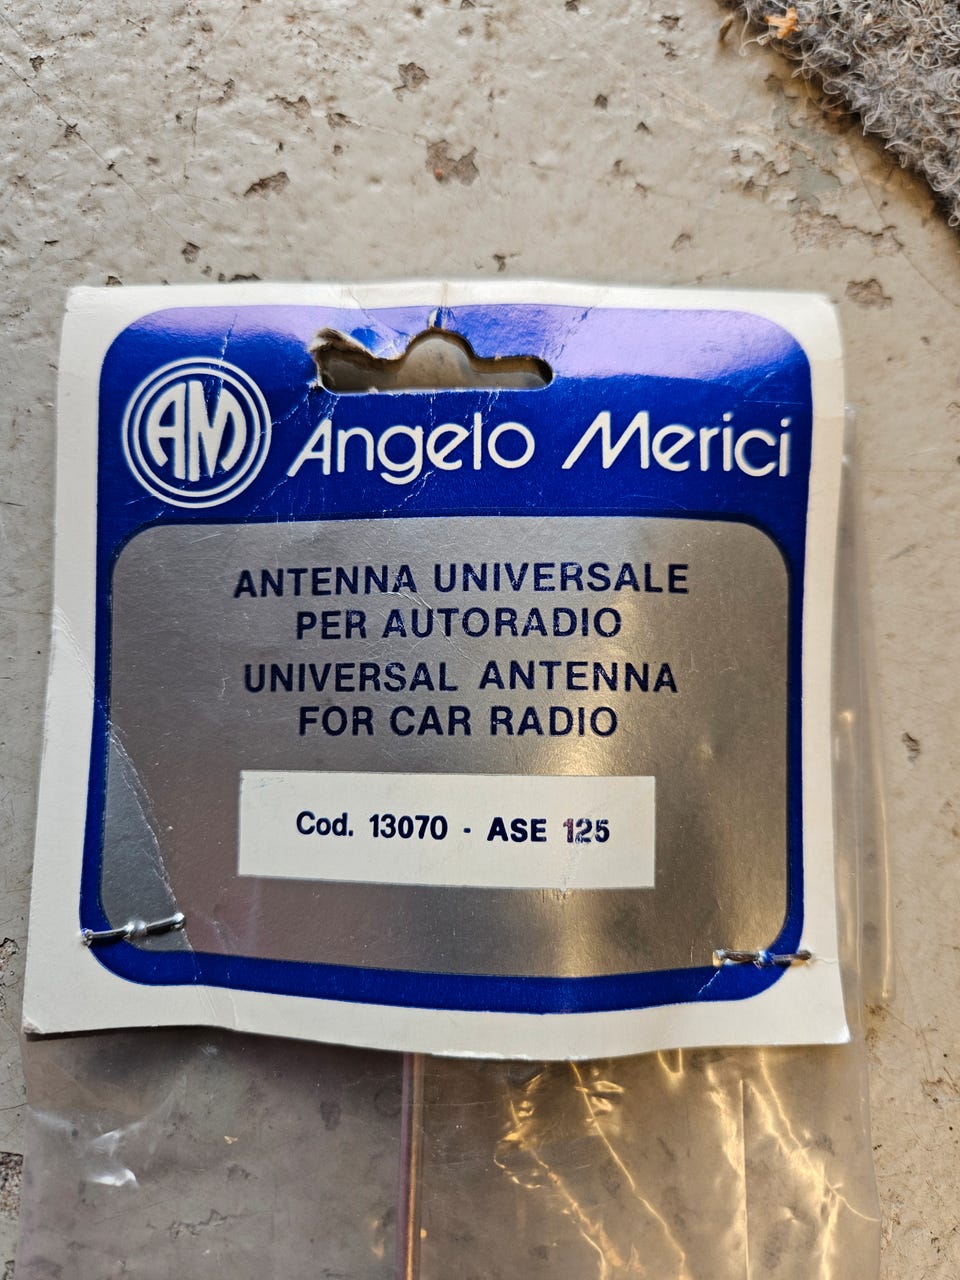 AM Angelo Merici
ANTENNA UNIVERSALE
PER AUTORADIO
UNIVERSAL ANTENNA
FOR CAR RADIO
Cod. 13070 - ASE 125